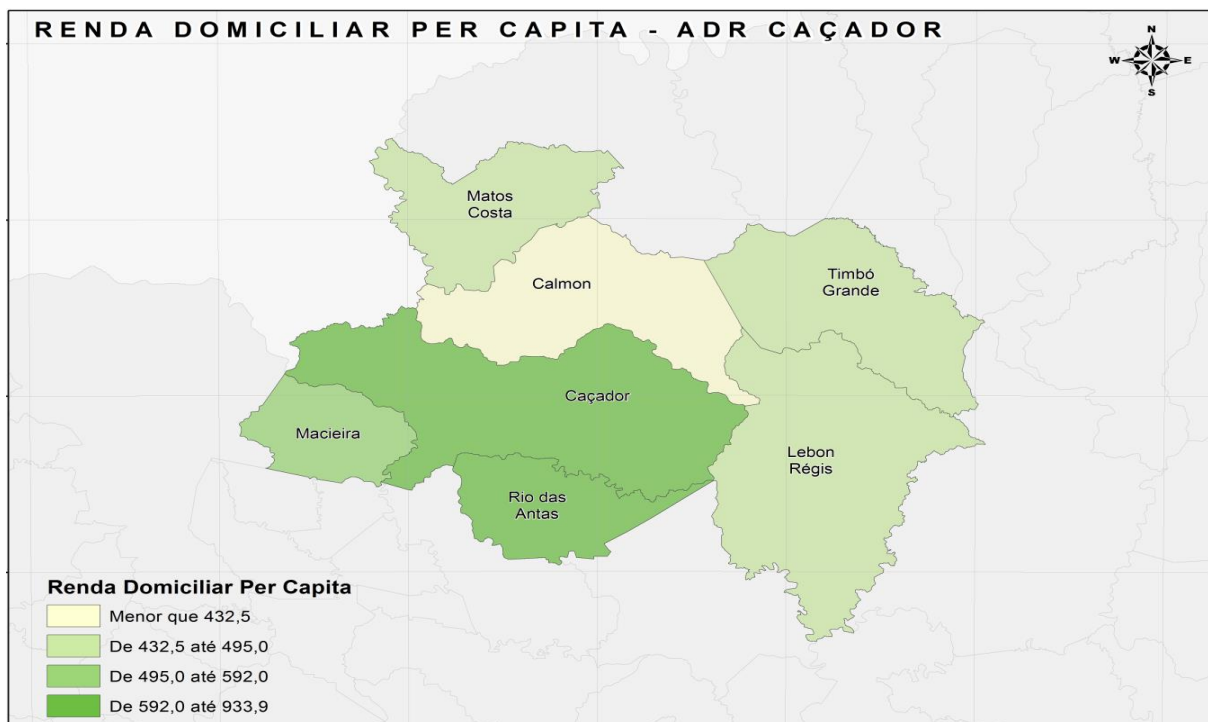 RENDA DOMICILIAR PER CAPITA - ADR CAÇADOR
N
W E
S
Matos
Costa
Calmon
Timbó
Grande
Caçador
Macieira
Lebon
Régis
Rio das
Antas
Renda Domiciliar Per Capita
Menor que 432,5
De 432,5 até 495,0
De 495,0 até 592,0
De 592,0 até 933,9